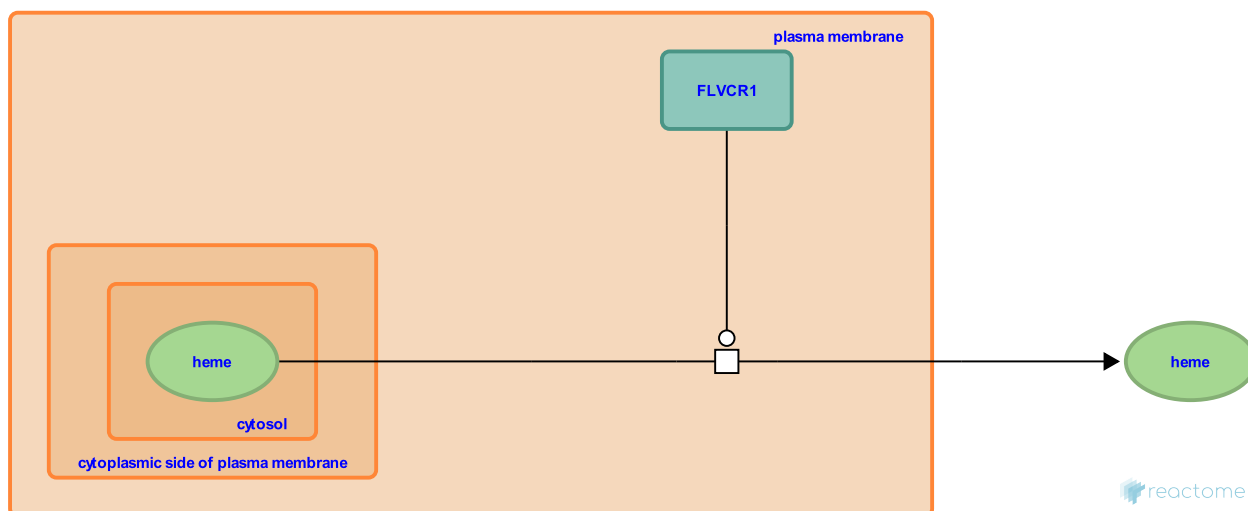 plasma membrane
FLVCR1
heme
heme
cytosol
cytoplasmic side of plasma membrane
reactome